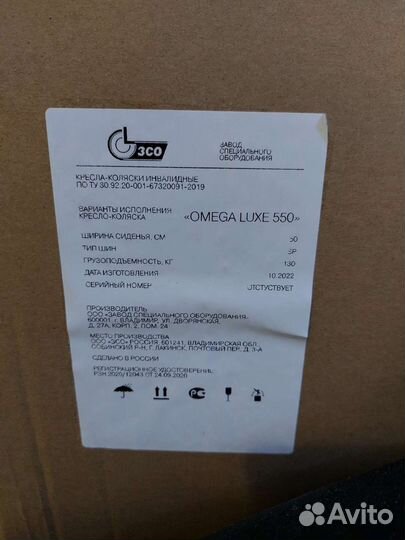 ЗСО
ЗАВОД
СПЕЦИАЛЬНОГО
ОБОРУДОВАНИЯ
КРЕСЛА-КОЛЯСКИ ИНВАЛИДНЫЕ
ПО ТУ 30.92.20-001-67320091-2019
ВАРИАНТЫ ИСПОЛНЕНИЯ
КРЕСЛО-КОЛЯСКА «OMEGA LUXE 550»
ШИРИНА СИДЕНЬЯ, СМ 50
ТИП ШИН
ГРУЗОПОДЪЕМНОСТЬ, КГ 130
ДАТА ИЗГОТОВЛЕНИЯ 10.2022
СЕРИЙНЫЙ НОМЕР ОТСТУСТВУЕТ
ПРОИЗВОДИТЕЛЬ
ООО «ЗАВОД СПЕЦИАЛЬНОГО ОБОРУДОВАНИЯ»
600001, г. ВЛАДИМИР, УЛ. ДВОРЯНСКАЯ,
Д. 27А, КОРП. 2, ПОМ. 24
МЕСТО ПРОИЗВОДСТВА
ООО «ЗСО» РОССИЯ, 601241, ВЛАДИМИРСКАЯ ОБЛ.,
СОБИНСКИЙ Р-Н, Г. ЛАКИНСК, ПОЧТОВЫЙ ПЕР., Д. 3-А
СДЕЛАНО В РОССИИ
РЕГИСТРАЦИОННОЕ УДОСТОВЕРЕНИЕ:
РЗН 2020/12043 ОТ 24.09.2020
Avito